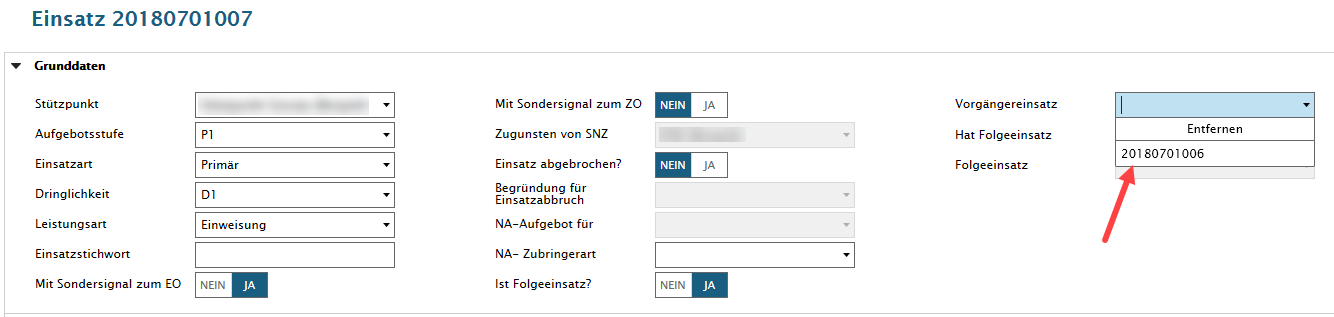 Einsatz 20180701007
Grunddaten
Stützpunkt
Aufgebotsstufe P1
Einsatzart Primär
Dringlichkeit D1
Leistungsart Einweisung
Einsatzstichwort
Mit Sondersignal zum EO NEIN JA
Mit Sondersignal zum ZO NEIN JA
Zugunsten von SNZ
Einsatz abgebrochen? NEIN JA
Begründung für
Einsatzabbruch
NA-Aufgebot für
NA- Zubringerart
Ist Folgeeinsatz? NEIN JA
Vorgängereinsatz
Entfernen
Hat Folgeeinsatz
20180701006
Folgeeinsatz